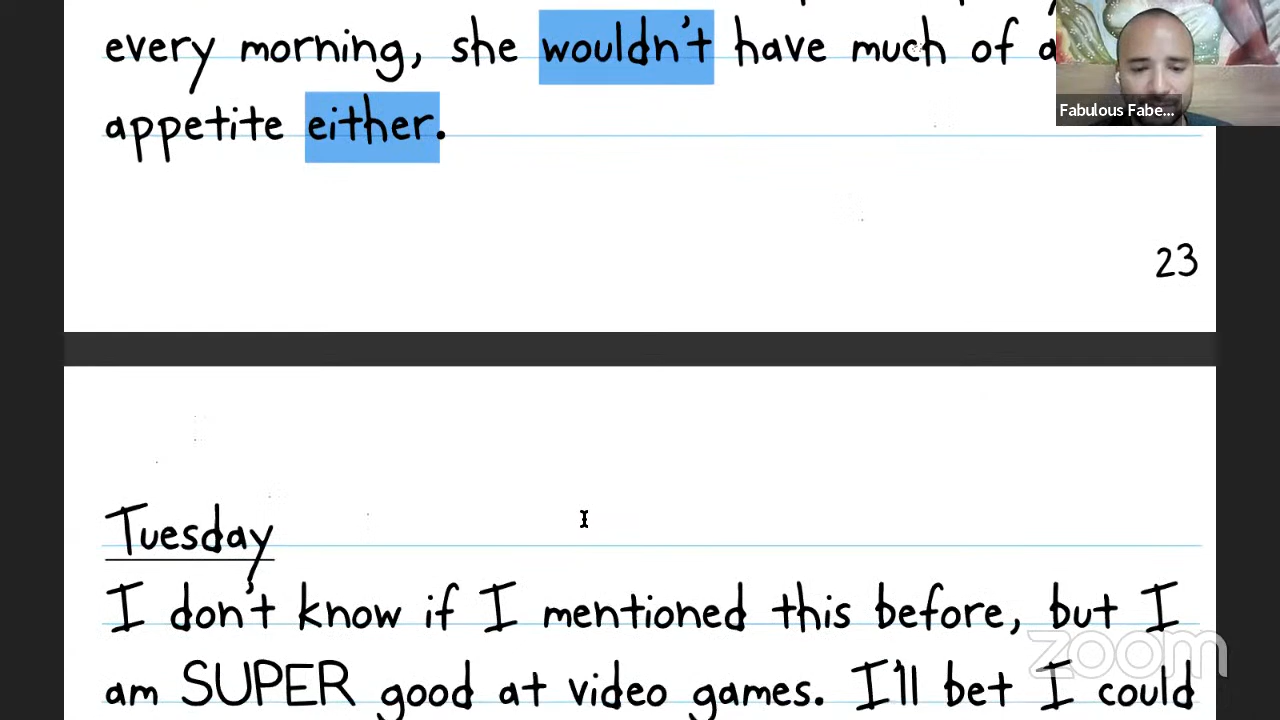 every morning, she wouldn't have much of a
Fabulous Fabe...
appetite either.
23
Tuesday
I don't know if I mentioned this before, but I
am SUPER good at video games. I'll bet I could
zoom